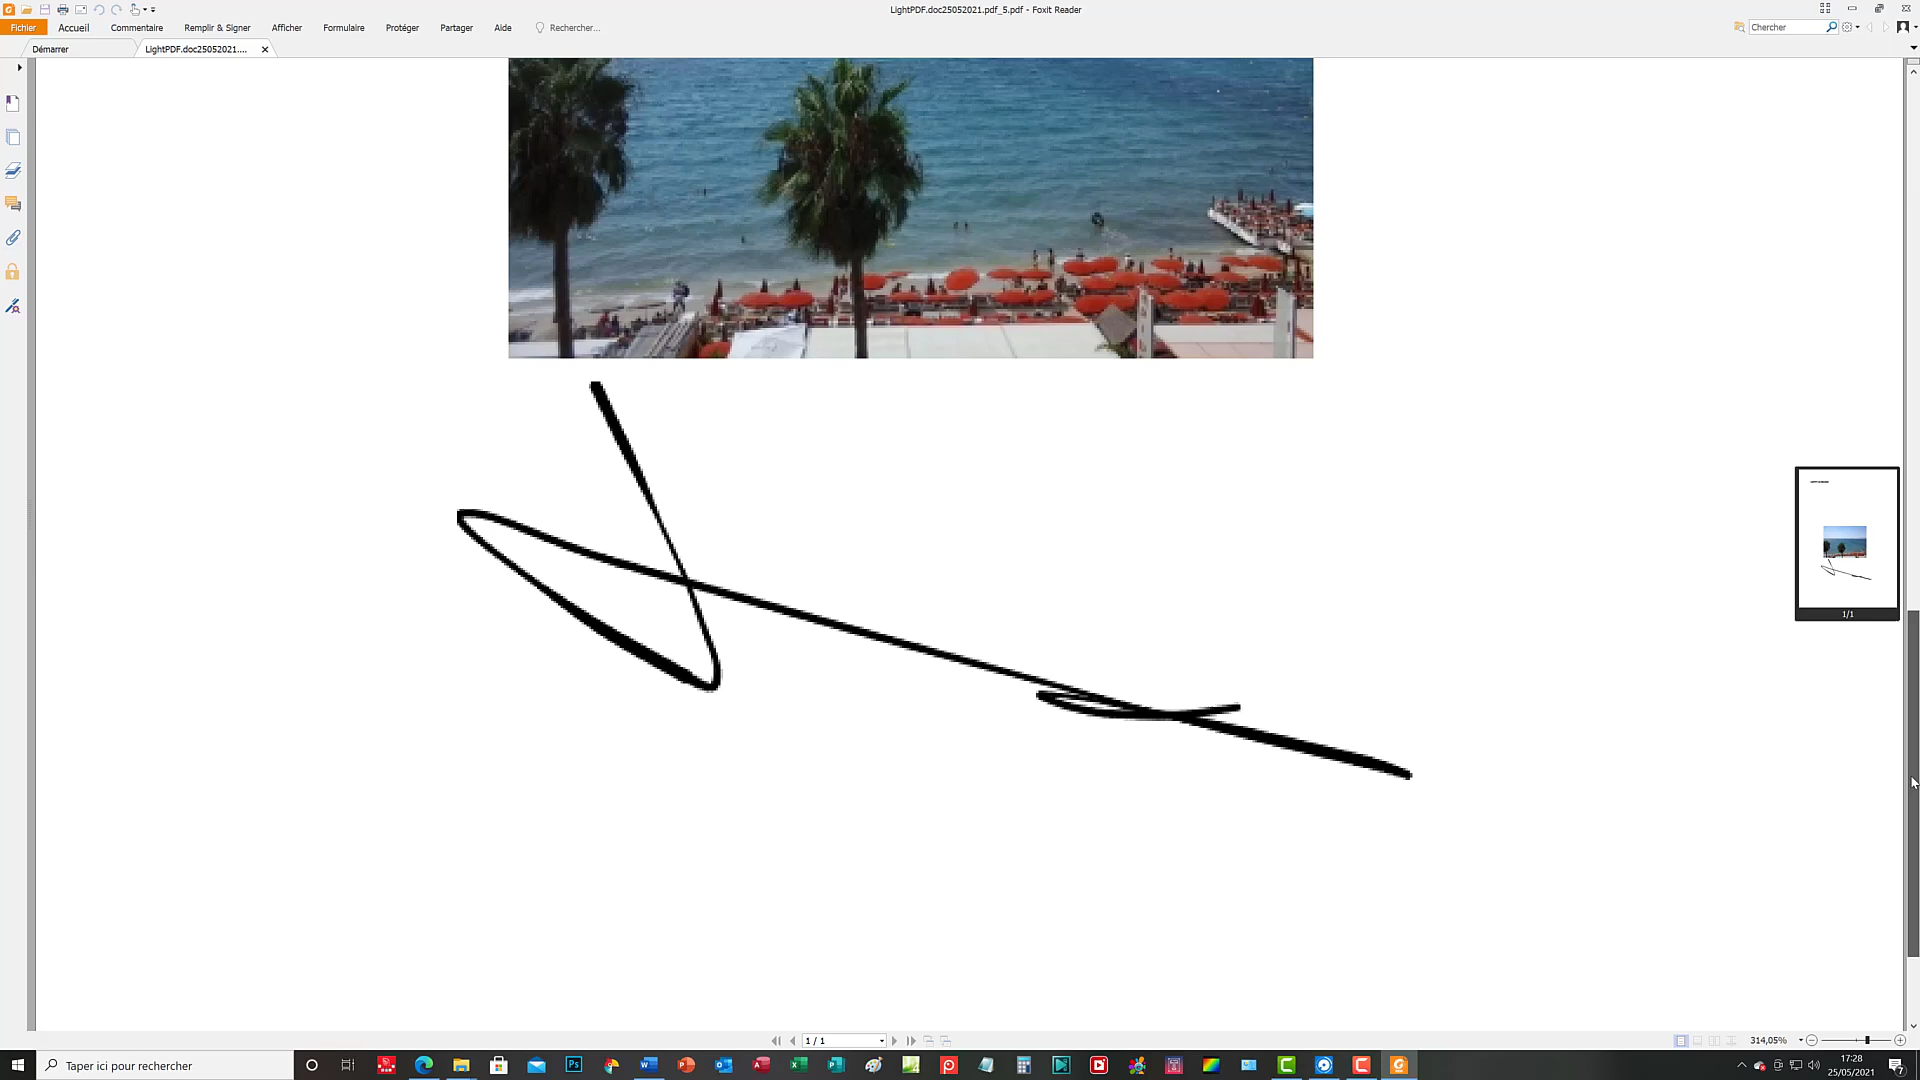 LightPDF.doc25052021.pdf_5.pdf - Foxit Reader
Fichier Accueil Commentaire Remplir & Signer Afficher Formulaire Protéger Partager Aide Rechercher... Chercher
Démarrer LightPDF.doc25052021....
1/1
1 / 1 314,05%
Taper ici pour rechercher
17:28
25/05/2021
7